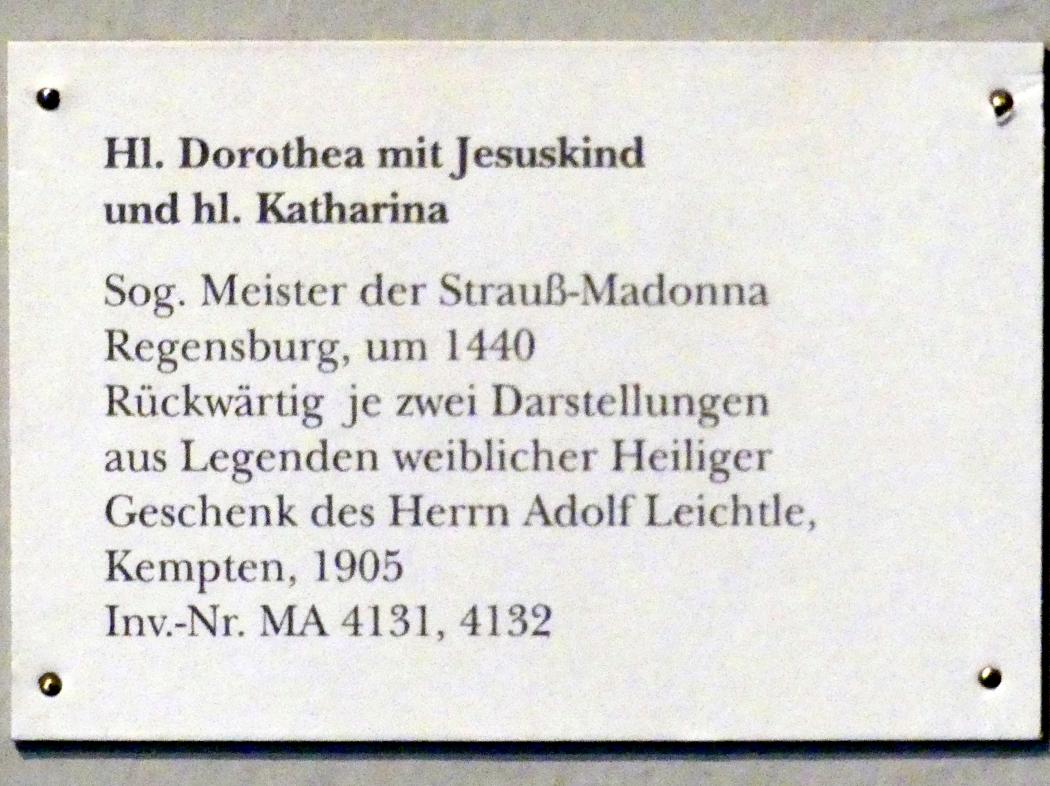 Hl. Dorothea mit Jesuskind
und hl. Katharina
Sog. Meister der Strauß-Madonna
Regensburg, um 1440
Rückwärtig je zwei Darstellungen
aus Legenden weiblicher Heiliger
Geschenk des Herrn Adolf Leichtle,
Kempten, 1905
Inv.-Nr. MA 4131, 4132